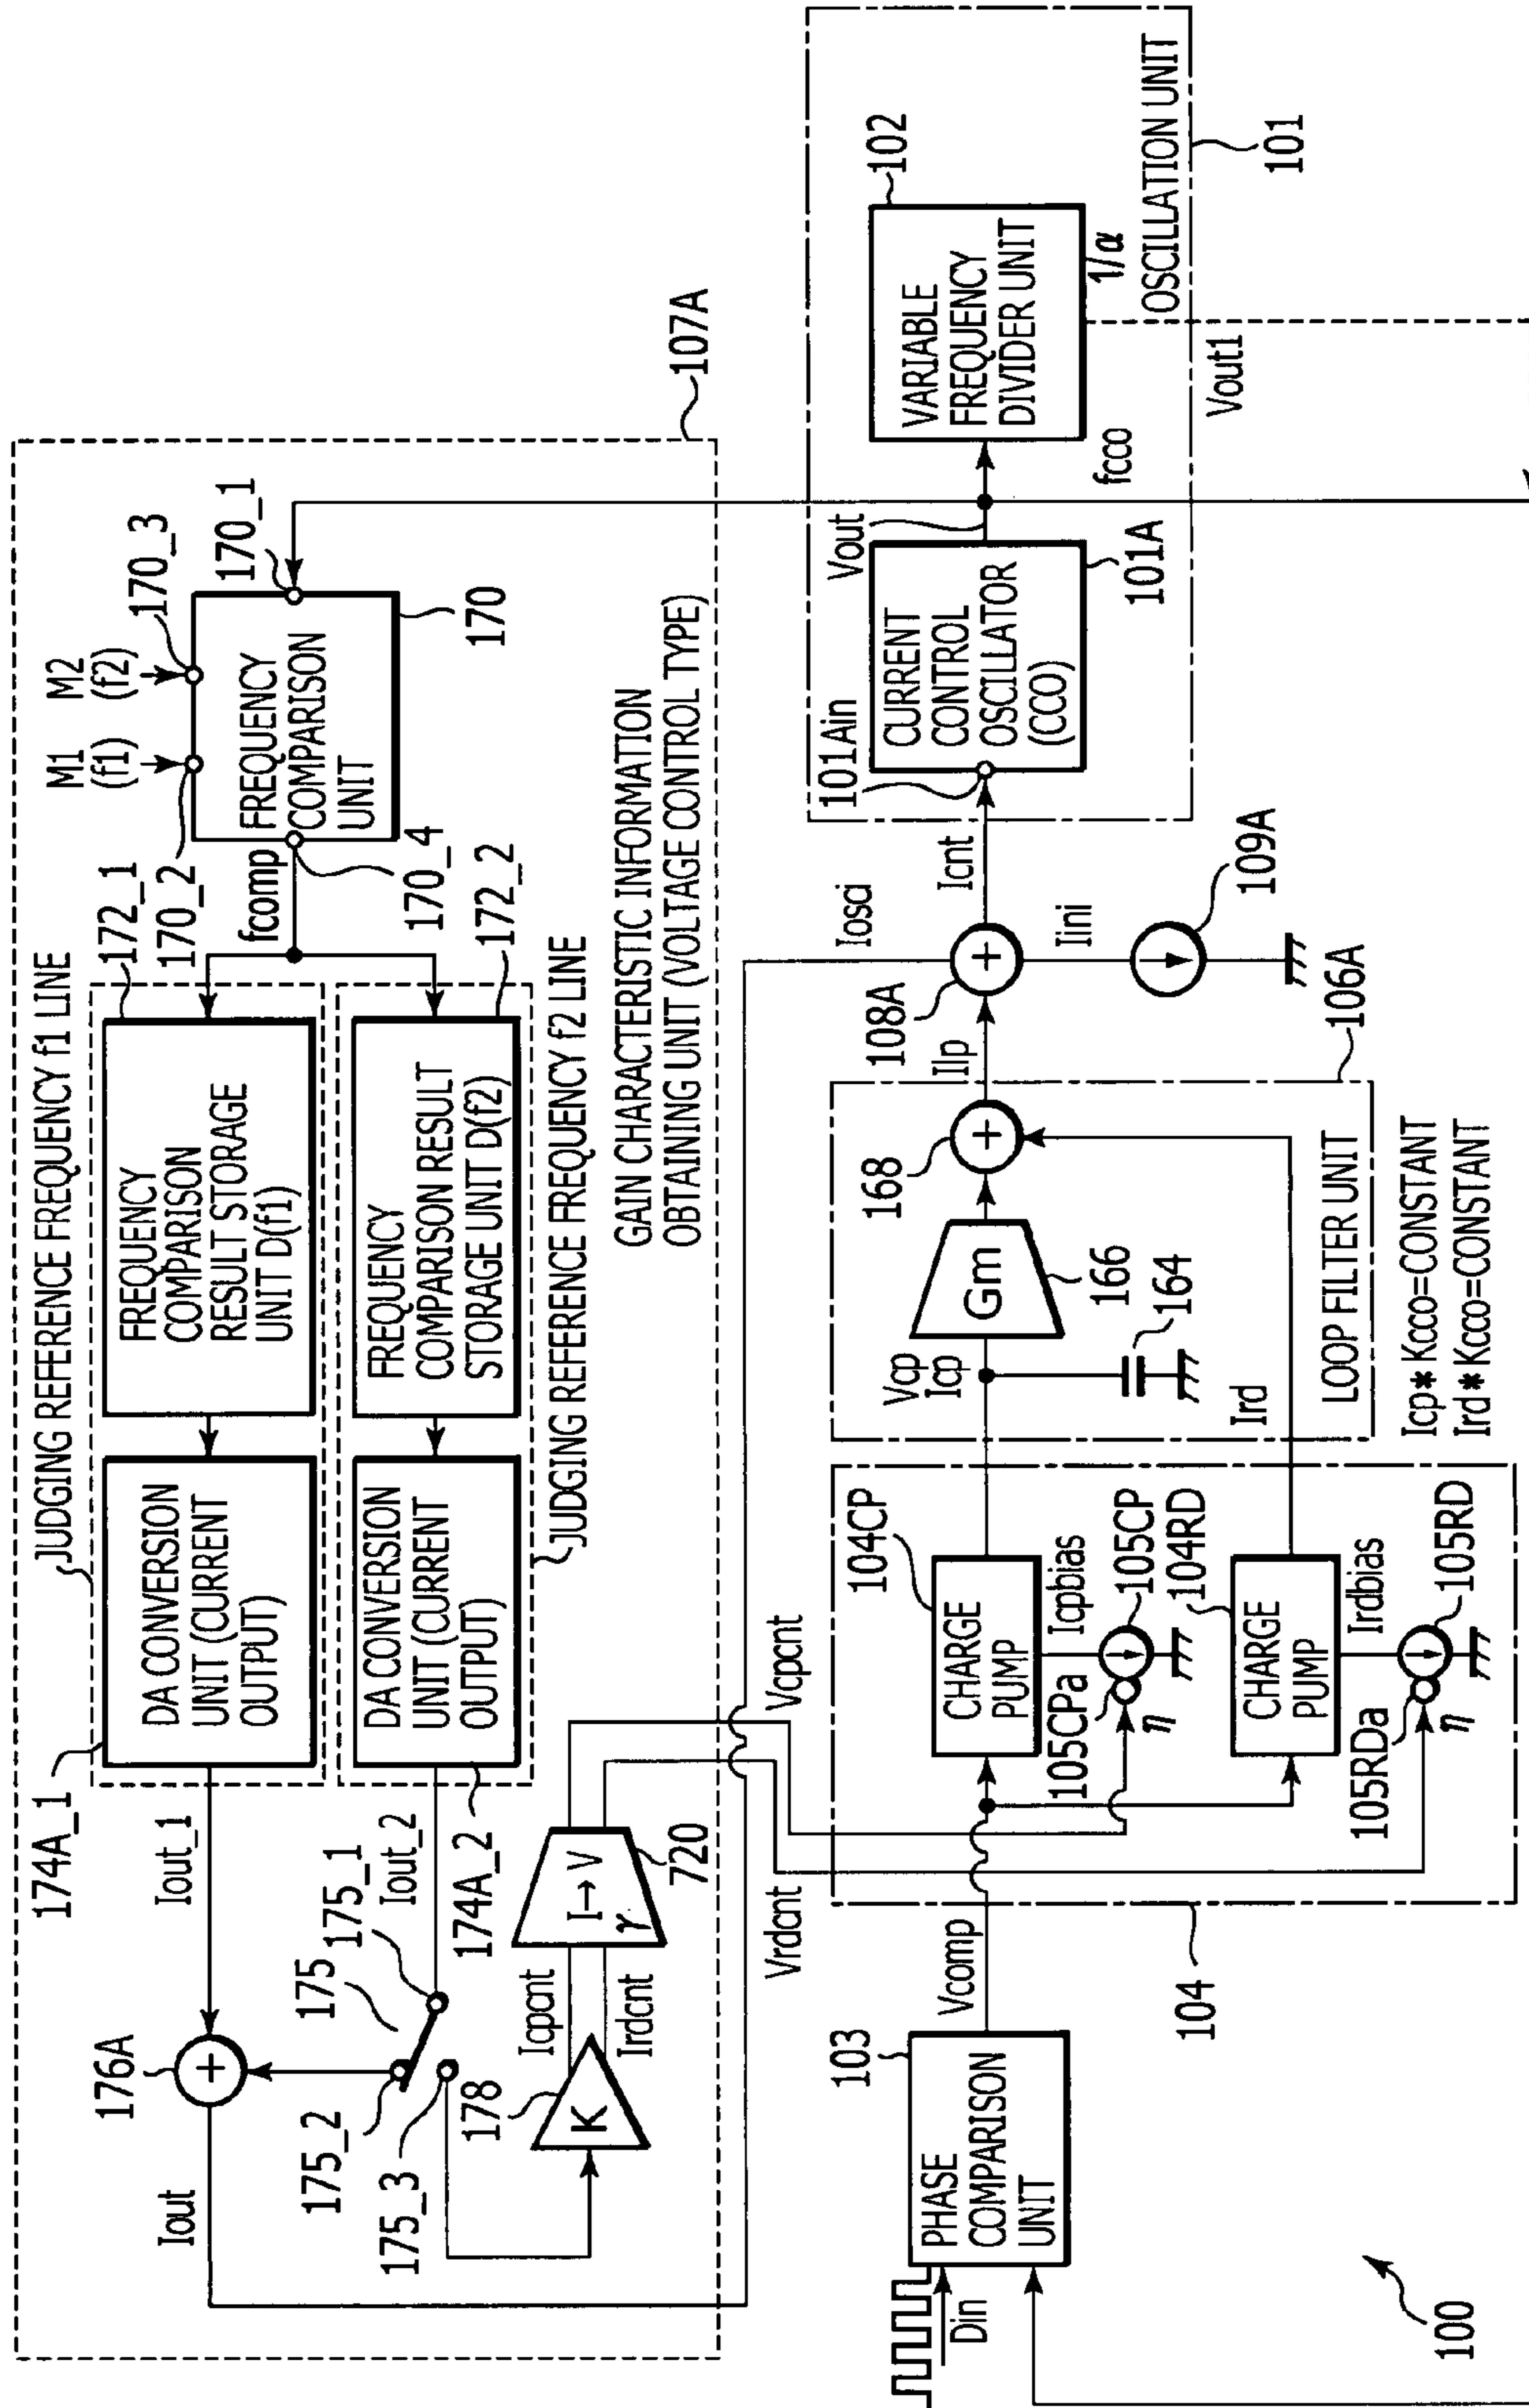 107A
JUDGING REFERENCE FREQUENCY f1 LINE
174A_1
DA CONVERSION
UNIT (CURRENT
OUTPUT)
FREQUENCY
COMPARISON
RESULT STORAGE
UNIT D(f1)
172_1
M1
(f1)
M2
(f2)
170_2
170_3
170_1
FREQUENCY
COMPARISON
UNIT
170
170_4
fcomp
176A
Iout_1
Iout
DA CONVERSION
UNIT (CURRENT
OUTPUT)
FREQUENCY
COMPARISON RESULT
STORAGE UNIT D(f2)
172_2
175
175_1
175_2
175_3
Iout_2
174A_2
JUDGING REFERENCE FREQUENCY f2 LINE
178
K
Icpcnt
Irdcnt
I→V
γ
720
GAIN CHARACTERISTIC INFORMATION
OBTAINING UNIT (VOLTAGE CONTROL TYPE)
Vrdcnt
Vcpcnt
103
PHASE
COMPARISON
UNIT
Din
Vcomp
104
104CP
CHARGE
PUMP
Icpbias
105CPa
105CP
η
104RD
CHARGE
PUMP
Irdbias
105RDa
105RD
η
Vcp
Icp
Gm
166
164
168
Ird
LOOP FILTER UNIT
106A
Icp*Kcco=CONSTANT
Ird*Kcco=CONSTANT
Ilp
108A
Iosci
Icnt
Iini
109A
101Ain
CURRENT
CONTROL
OSCILLATOR
(CCO)
101A
Vout
fcco
VARIABLE
FREQUENCY
DIVIDER UNIT
102
1/α
OSCILLATION UNIT
101
Vout1
100